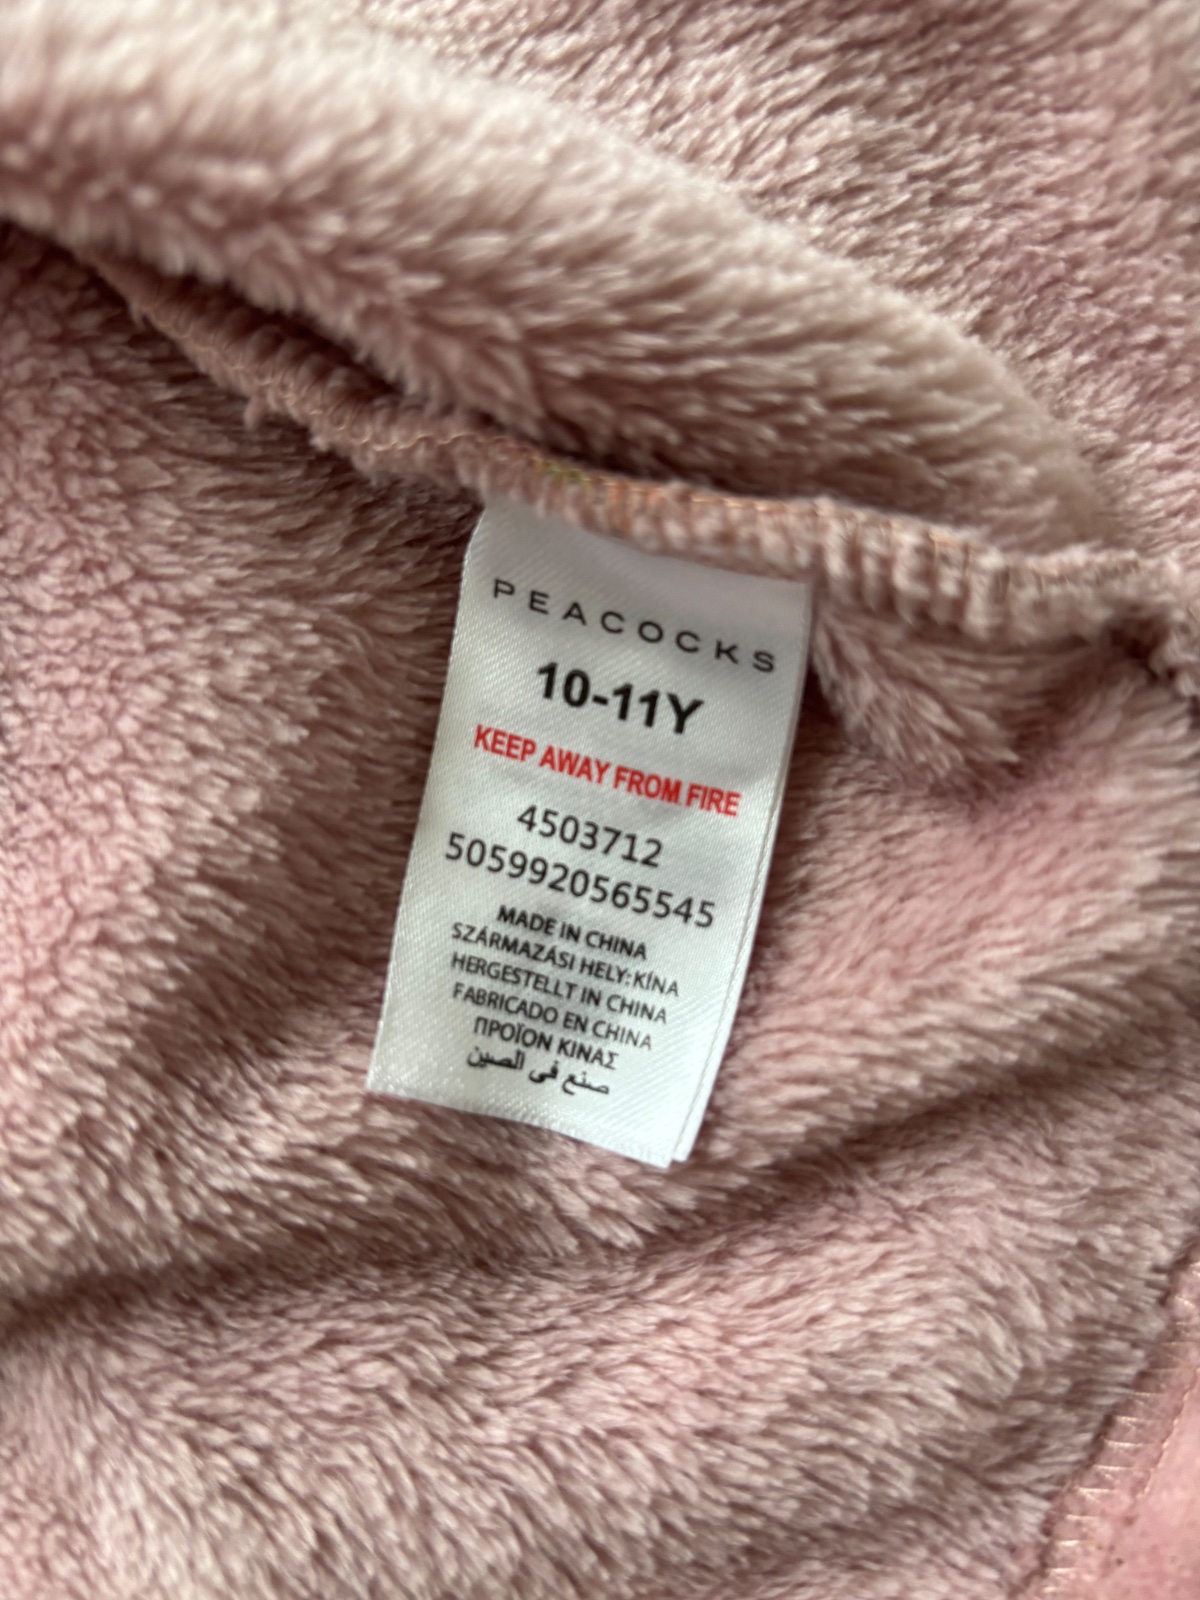 PEACOCKS
10-11Y
KEEP AWAY FROM FIRE
4503712
5059920565545
MADE IN CHINA
SZÁRMAZÁSI HELY: KÍNA
HERGESTELLT IN CHINA
FABRICADO EN CHINA
ΠΡΟΪΟΝ ΚΙΝΑΣ
صنع في الصين